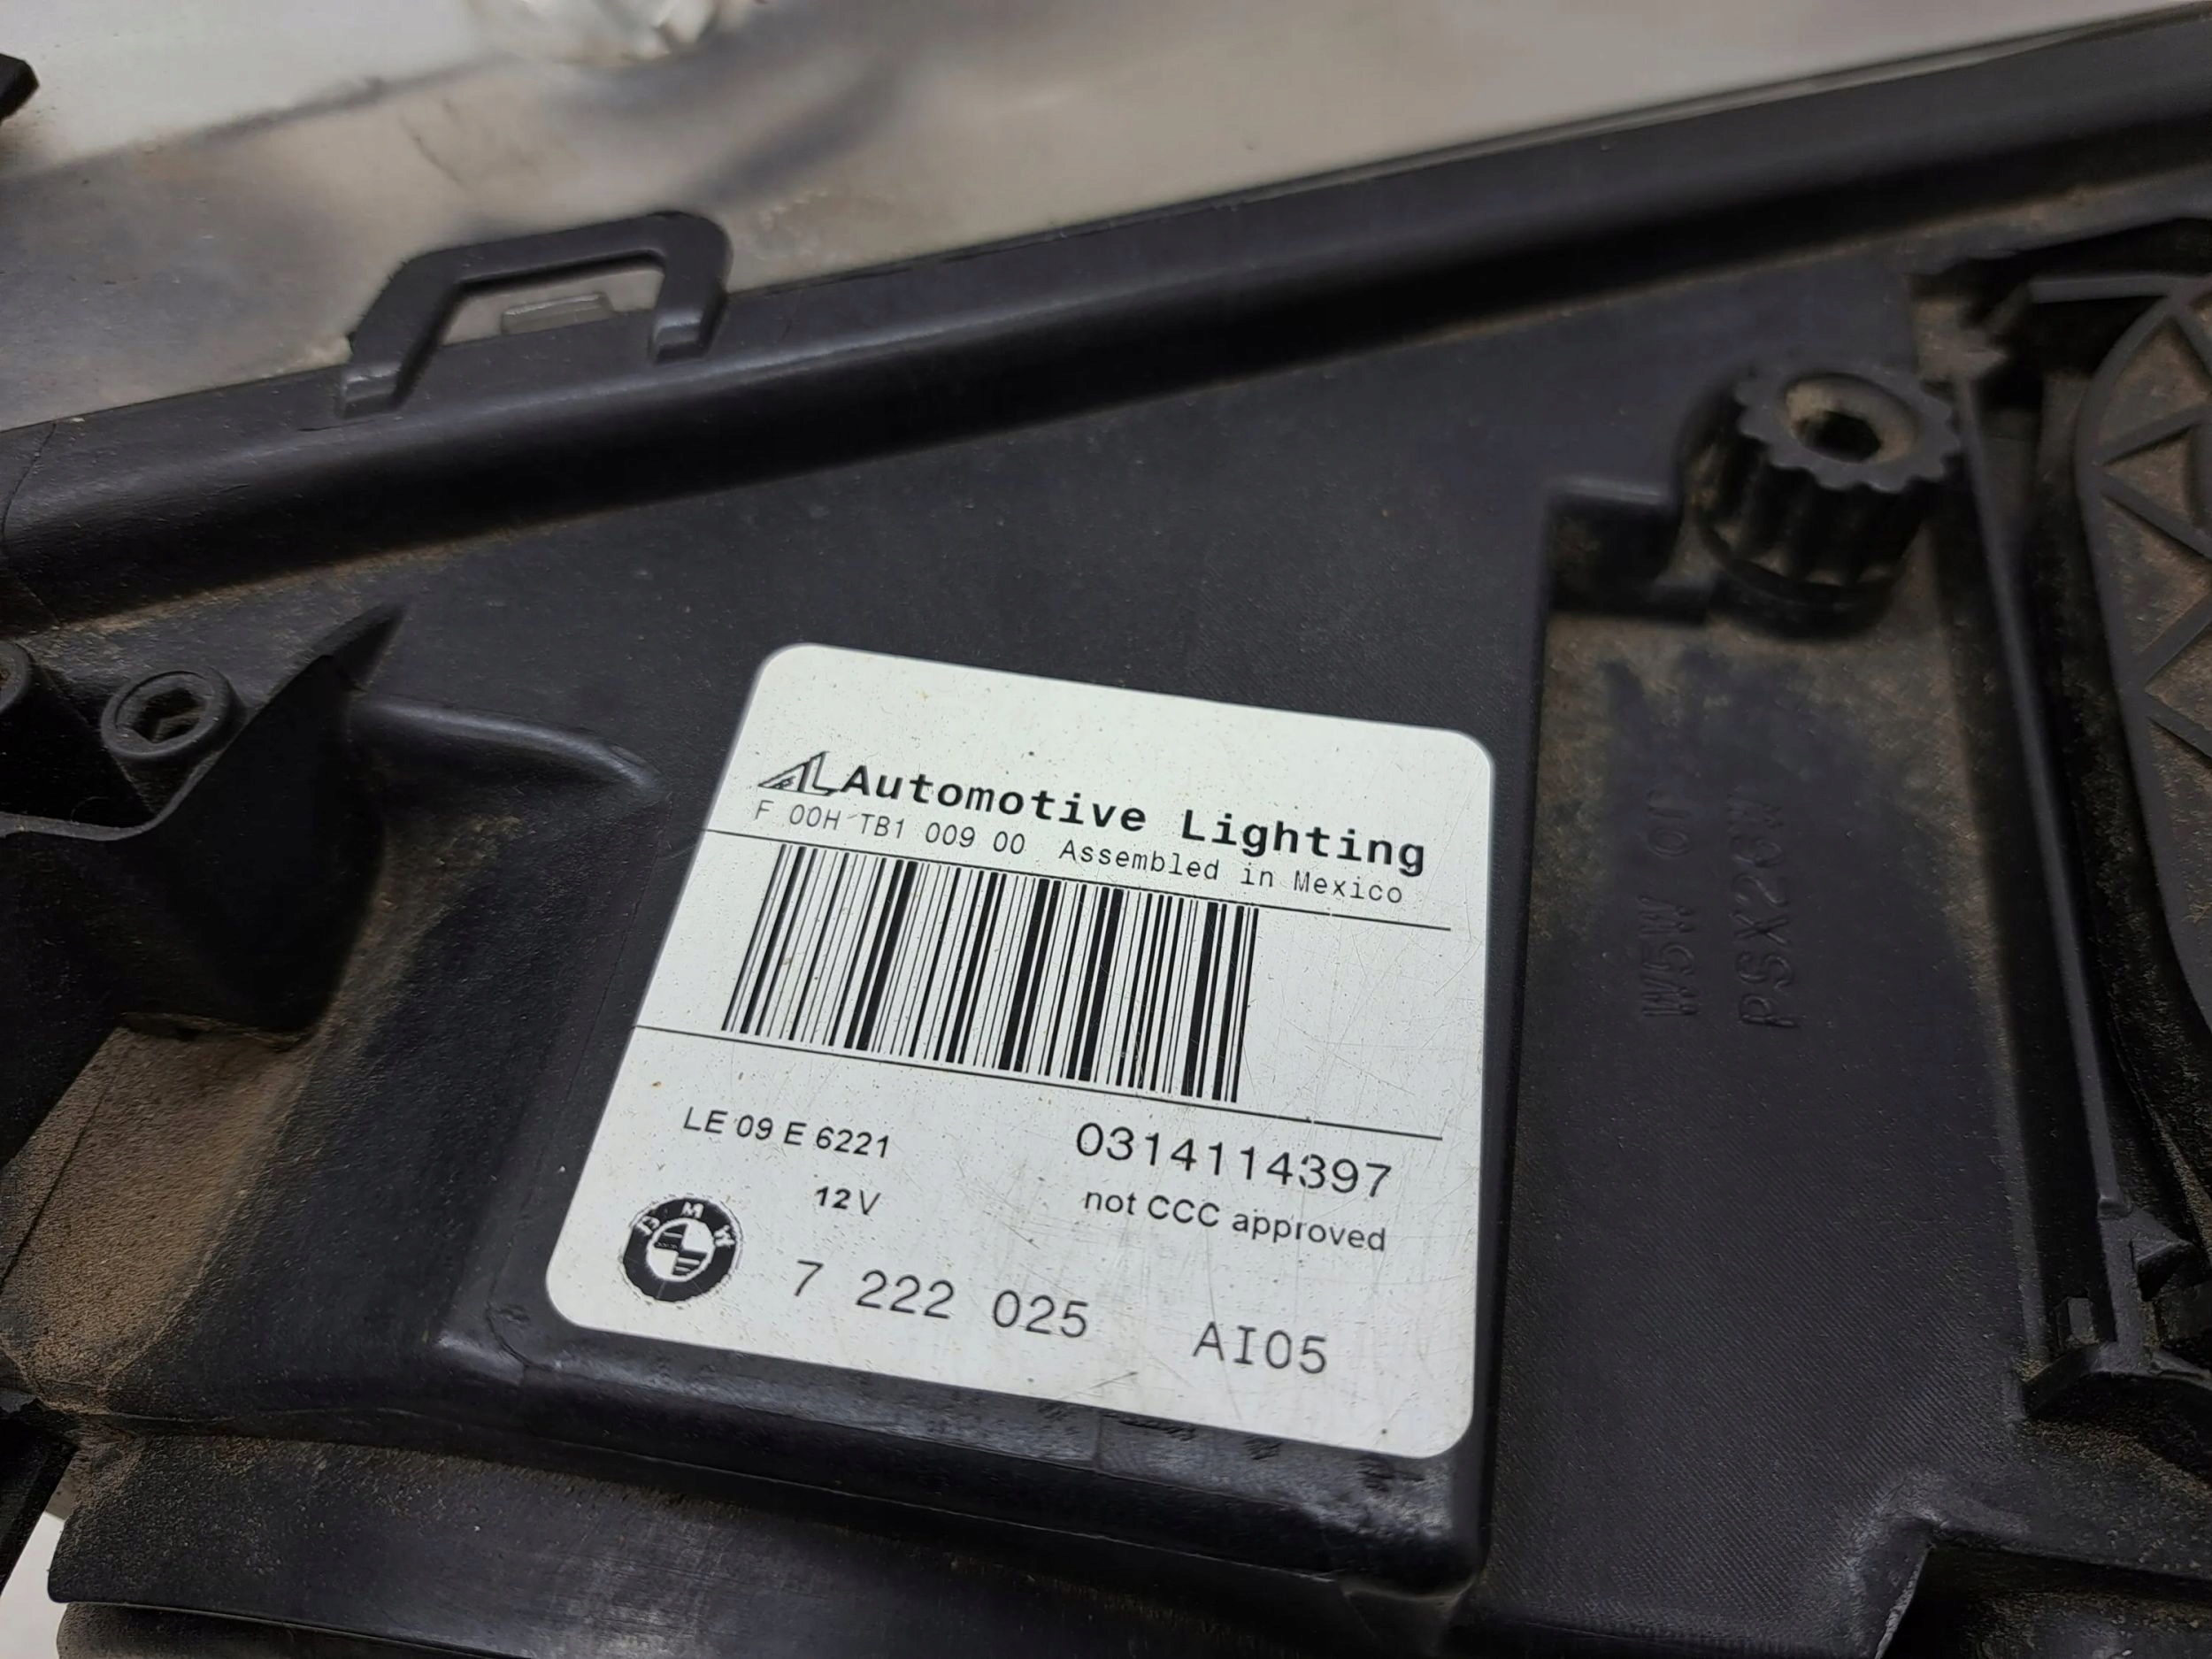 AL Automotive Lighting
F 00H TB1 009 00 Assembled in Mexico
LE 09 E 6221
0314114397
12V
not CCC approved
BMW
7 222 025 AI05
W5W